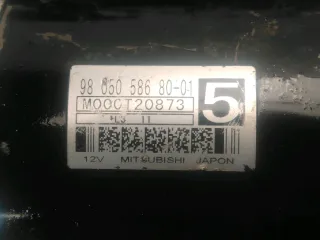 98 050 586 80-01
M000T20873
5
12V MITSUBISHI JAPON